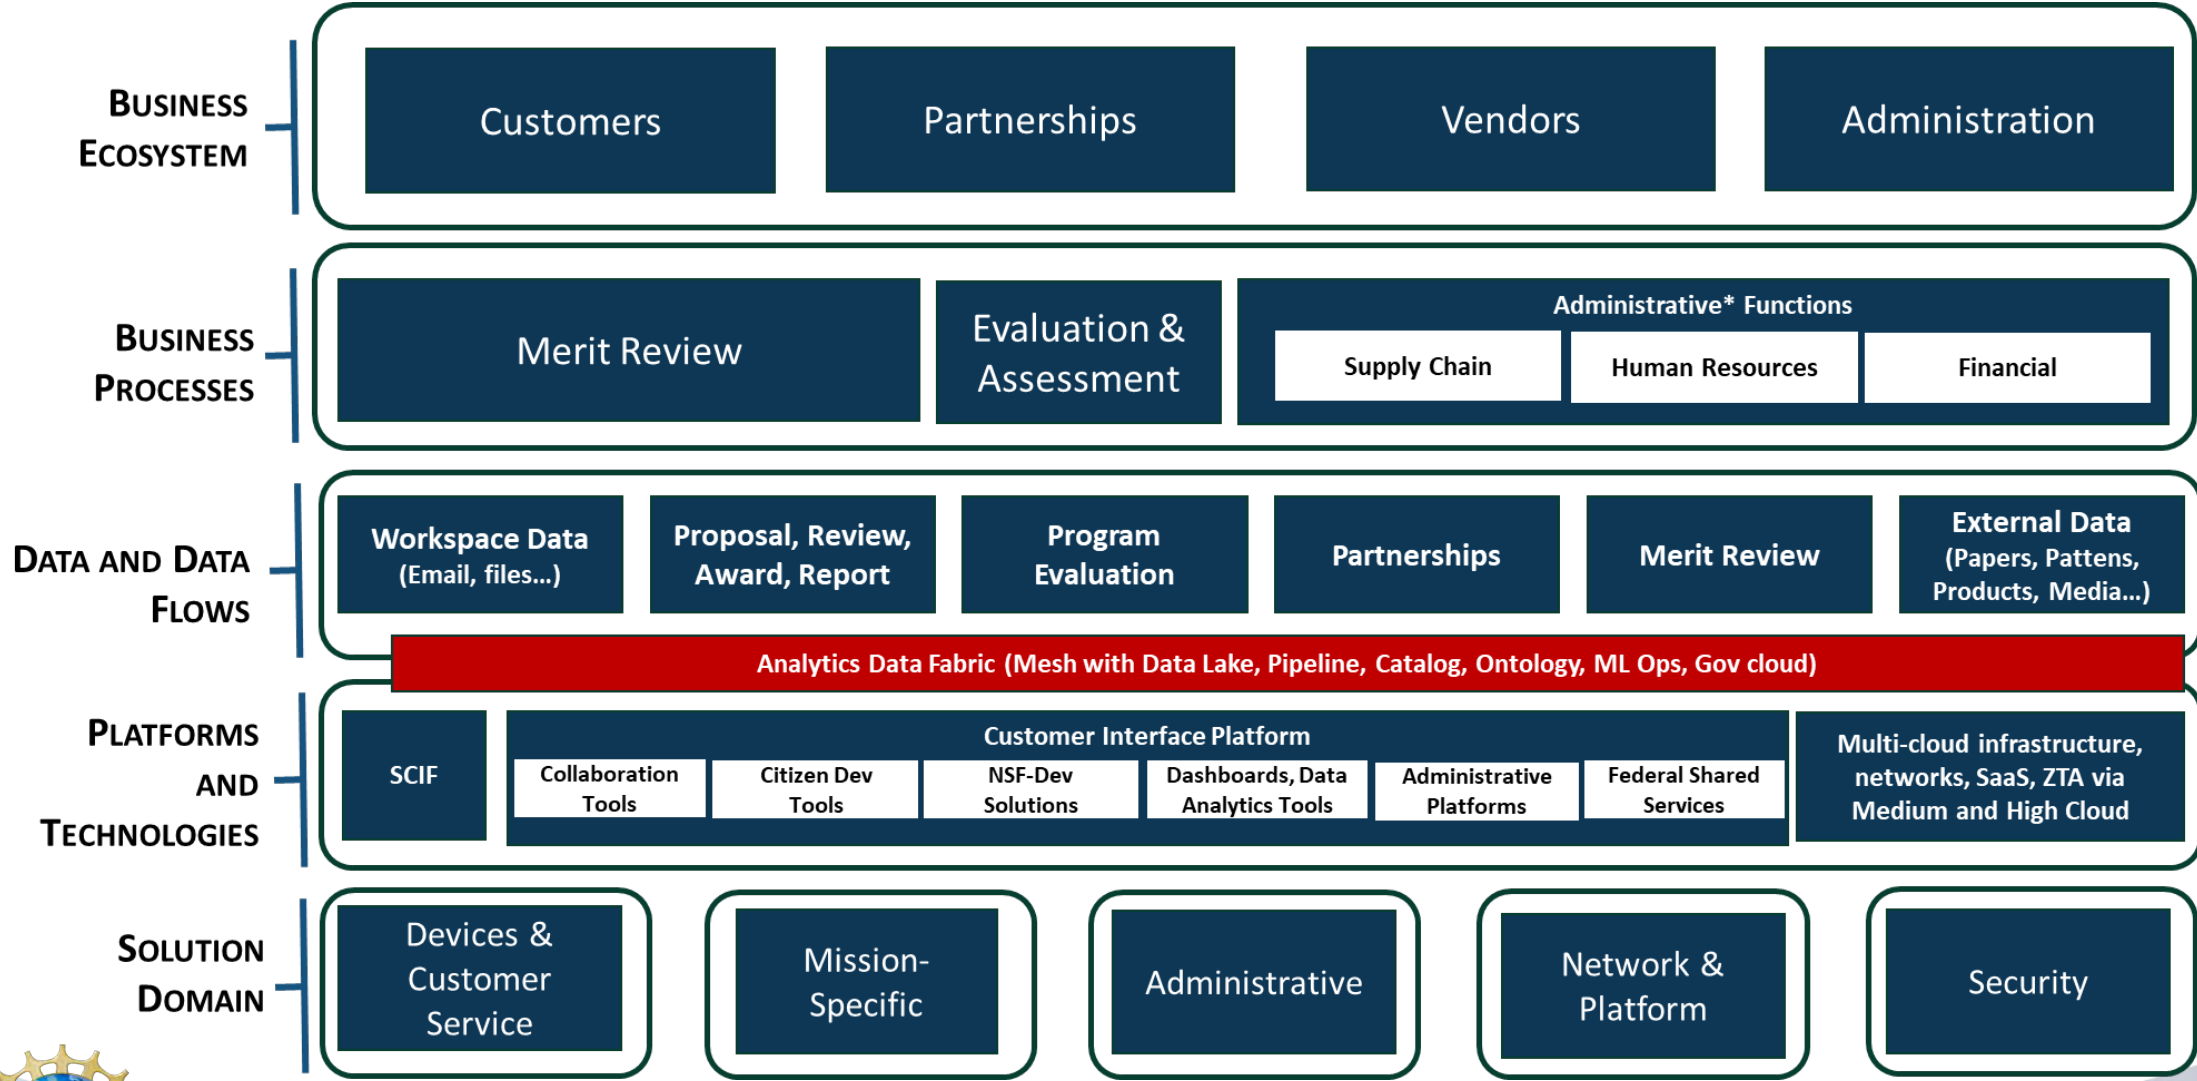 BUSINESS
ECOSYSTEM
Customers
Partnerships
Vendors
Administration
BUSINESS
PROCESSES
Merit Review
Evaluation &
Assessment
Administrative* Functions
Supply Chain
Human Resources
Financial
DATA AND DATA
FLOWS
Workspace Data
(Email, files...)
Proposal, Review,
Award, Report
Program
Evaluation
Partnerships
Merit Review
External Data
(Papers, Pattens,
Products, Media...)
Analytics Data Fabric (Mesh with Data Lake, Pipeline, Catalog, Ontology, ML Ops, Gov cloud)
PLATFORMS
AND
TECHNOLOGIES
SCIF
Customer Interface Platform
Collaboration
Tools
Citizen Dev
Tools
NSF-Dev
Solutions
Dashboards, Data
Analytics Tools
Administrative
Platforms
Federal Shared
Services
Multi-cloud infrastructure,
networks, SaaS, ZTA via
Medium and High Cloud
SOLUTION
DOMAIN
Devices &
Customer
Service
Mission-
Specific
Administrative
Network &
Platform
Security